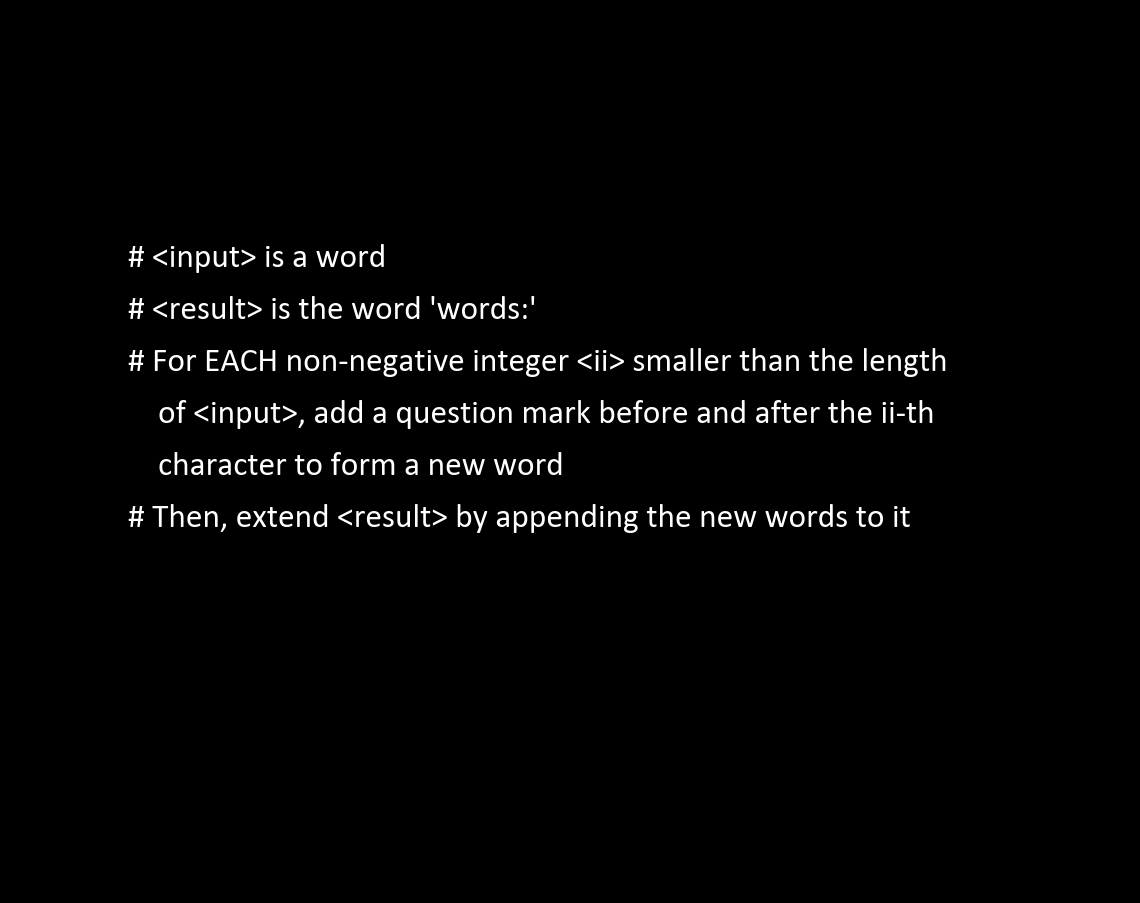 # <input> is a word
# <result> is the word 'words:'
# For EACH non-negative integer <ii> smaller than the length
of <input>, add a question mark before and after the ii-th
character to form a new word
# Then, extend <result> by appending the new words to it